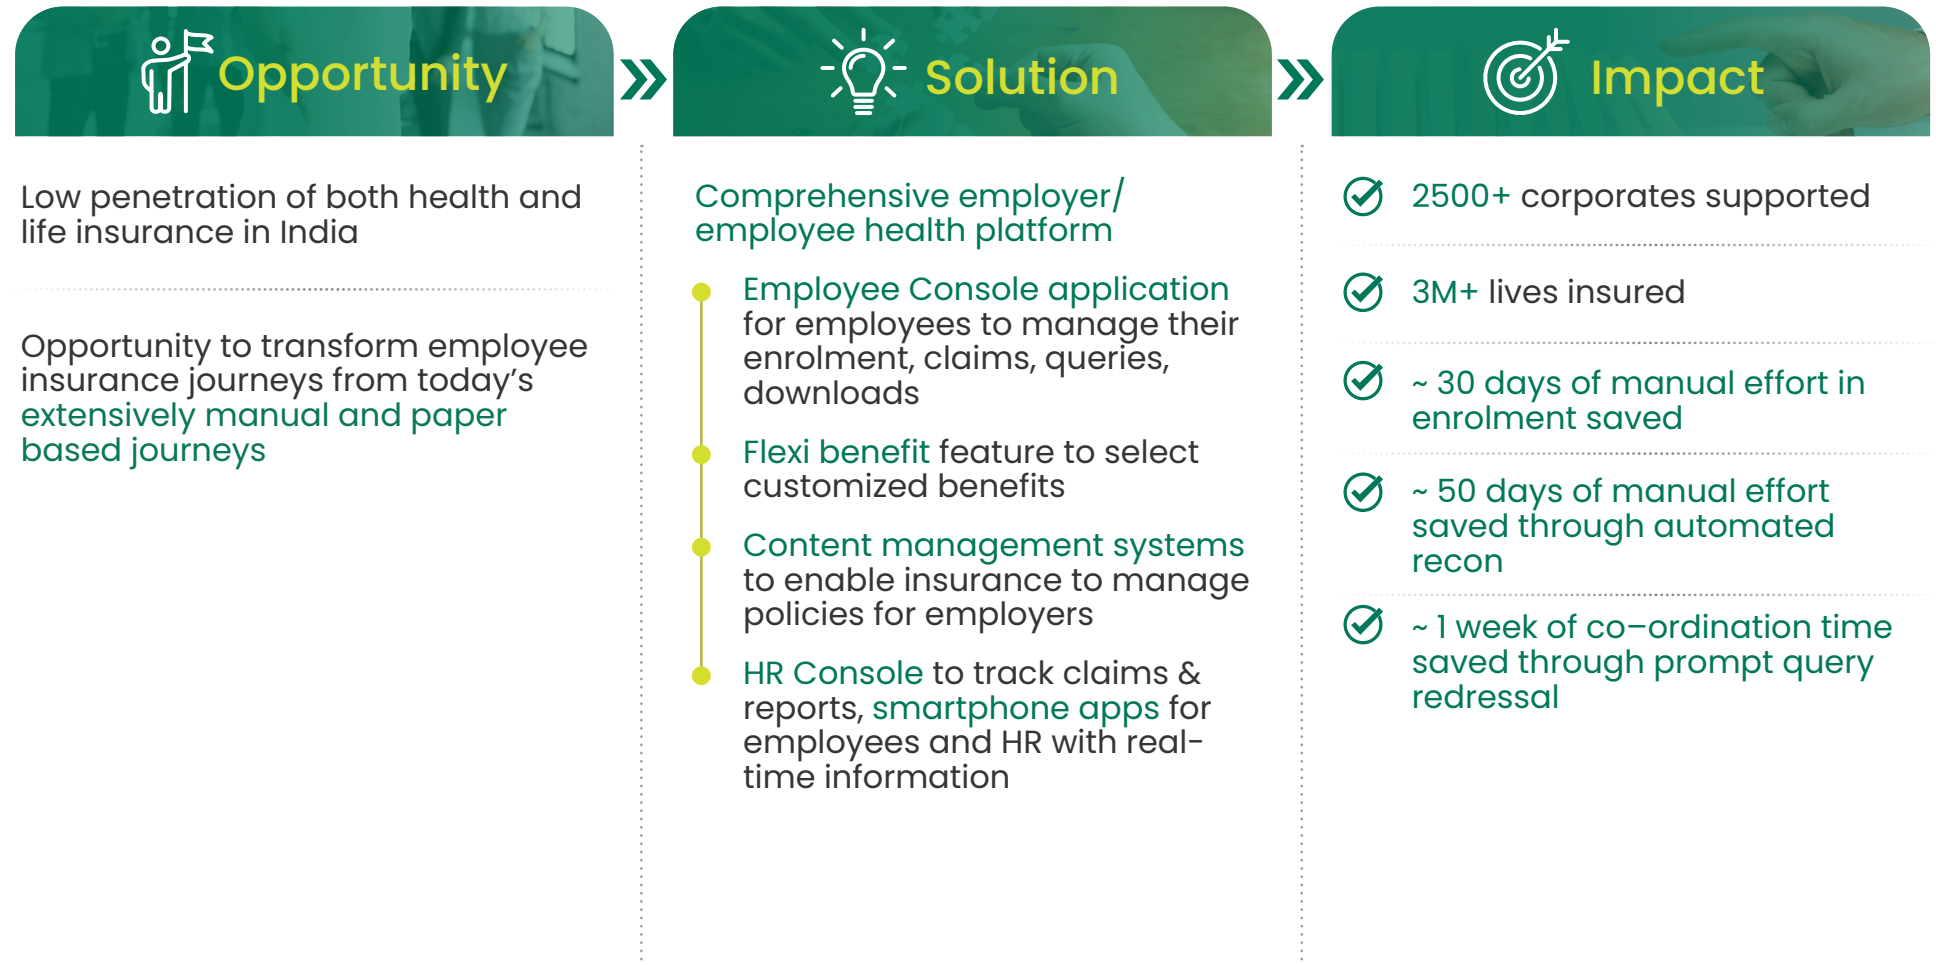 Opportunity
Low penetration of both health and
life insurance in India
Opportunity to transform employee
insurance journeys from today’s
extensively manual and paper
based journeys
Solution
Comprehensive employer/
employee health platform
Employee Console application
for employees to manage their
enrolment, claims, queries,
downloads
Flexi benefit feature to select
customized benefits
Content management systems
to enable insurance to manage
policies for employers
HR Console to track claims &
reports, smartphone apps for
employees and HR with real-
time information
Impact
2500+ corporates supported
3M+ lives insured
~ 30 days of manual effort in
enrolment saved
~ 50 days of manual effort
saved through automated
recon
~ 1 week of co–ordination time
saved through prompt query
redressal